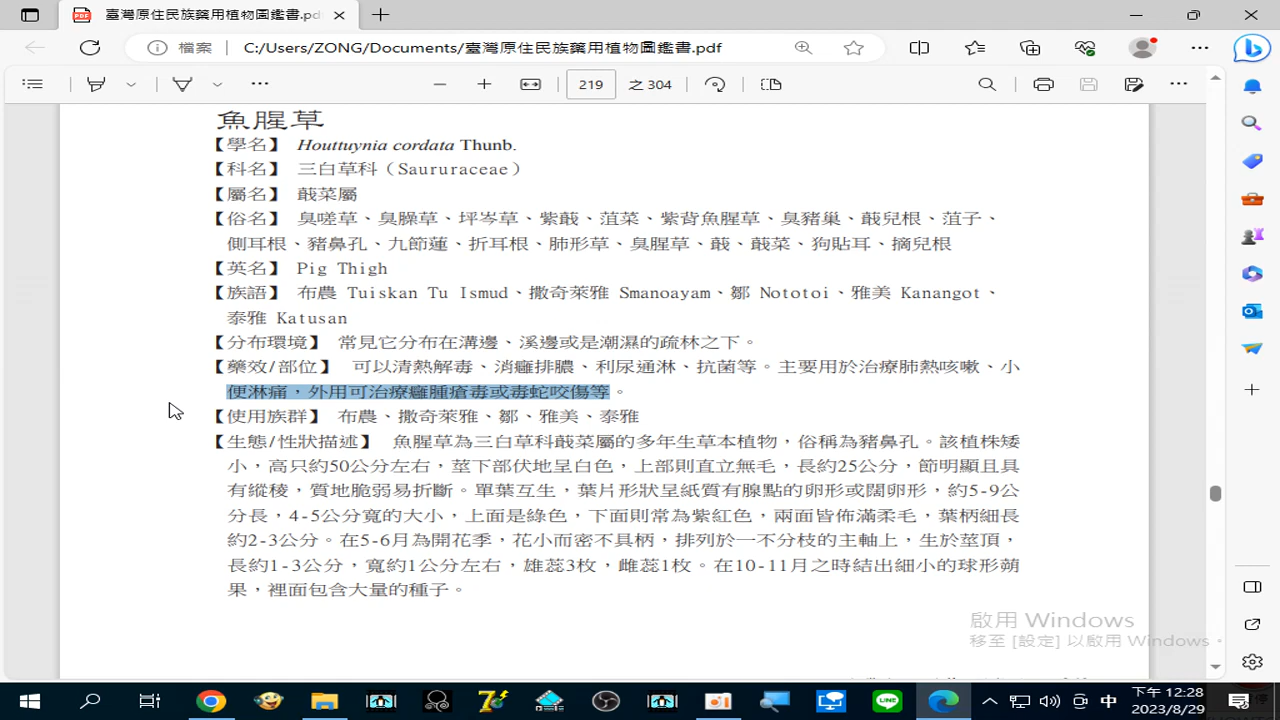 臺灣原住民族藥用植物圖鑑書.pdf
檔案 C:/Users/ZONG/Documents/臺灣原住民族藥用植物圖鑑書.pdf
219 之 304
魚腥草
【學名】 Houttuynia cordata Thunb.
【科名】 三白草科（Saururaceae）
【屬名】 蕺菜屬
【俗名】 臭嗟草、臭臊草、坪岑草、紫蕺、菹菜、紫背魚腥草、臭豬巢、蕺兒根、菹子、
側耳根、豬鼻孔、九節蓮、折耳根、肺形草、臭腥草、蕺、蕺菜、狗貼耳、摘兒根
【英名】 Pig Thigh
【族語】 布農 Tuiskan Tu Ismud、撒奇萊雅 Smanoayam、鄒 Nototoi、雅美 Kanangot、
泰雅 Katusan
【分布環境】 常見它分布在溝邊、溪邊或是潮濕的疏林之下。
【藥效/部位】 可以清熱解毒、消癰排膿、利尿通淋、抗菌等。主要用於治療肺熱咳嗽、小
便淋痛，外用可治療癰腫瘡毒或毒蛇咬傷等。
【使用族群】 布農、撒奇萊雅、鄒、雅美、泰雅
【生態/性狀描述】 魚腥草為三白草科蕺菜屬的多年生草本植物，俗稱為豬鼻孔。該植株矮
小，高只約50公分左右，莖下部伏地呈白色，上部則直立無毛，長約25公分，節明顯且具
有縱稜，質地脆弱易折斷。單葉互生，葉片形狀呈紙質有腺點的卵形或闊卵形，約5-9公
分長，4-5公分寬的大小，上面是綠色，下面則常為紫紅色，兩面皆佈滿柔毛，葉柄細長
約2-3公分。在5-6月為開花季，花小而密不具柄，排列於一不分枝的主軸上，生於莖頂，
長約1-3公分，寬約1公分左右，雄蕊3枚，雌蕊1枚。在10-11月之時結出細小的球形蒴
果，裡面包含大量的種子。
啟用 Windows
移至 [設定] 以啟用 Windows。
中
下午 12:28
2023/8/29